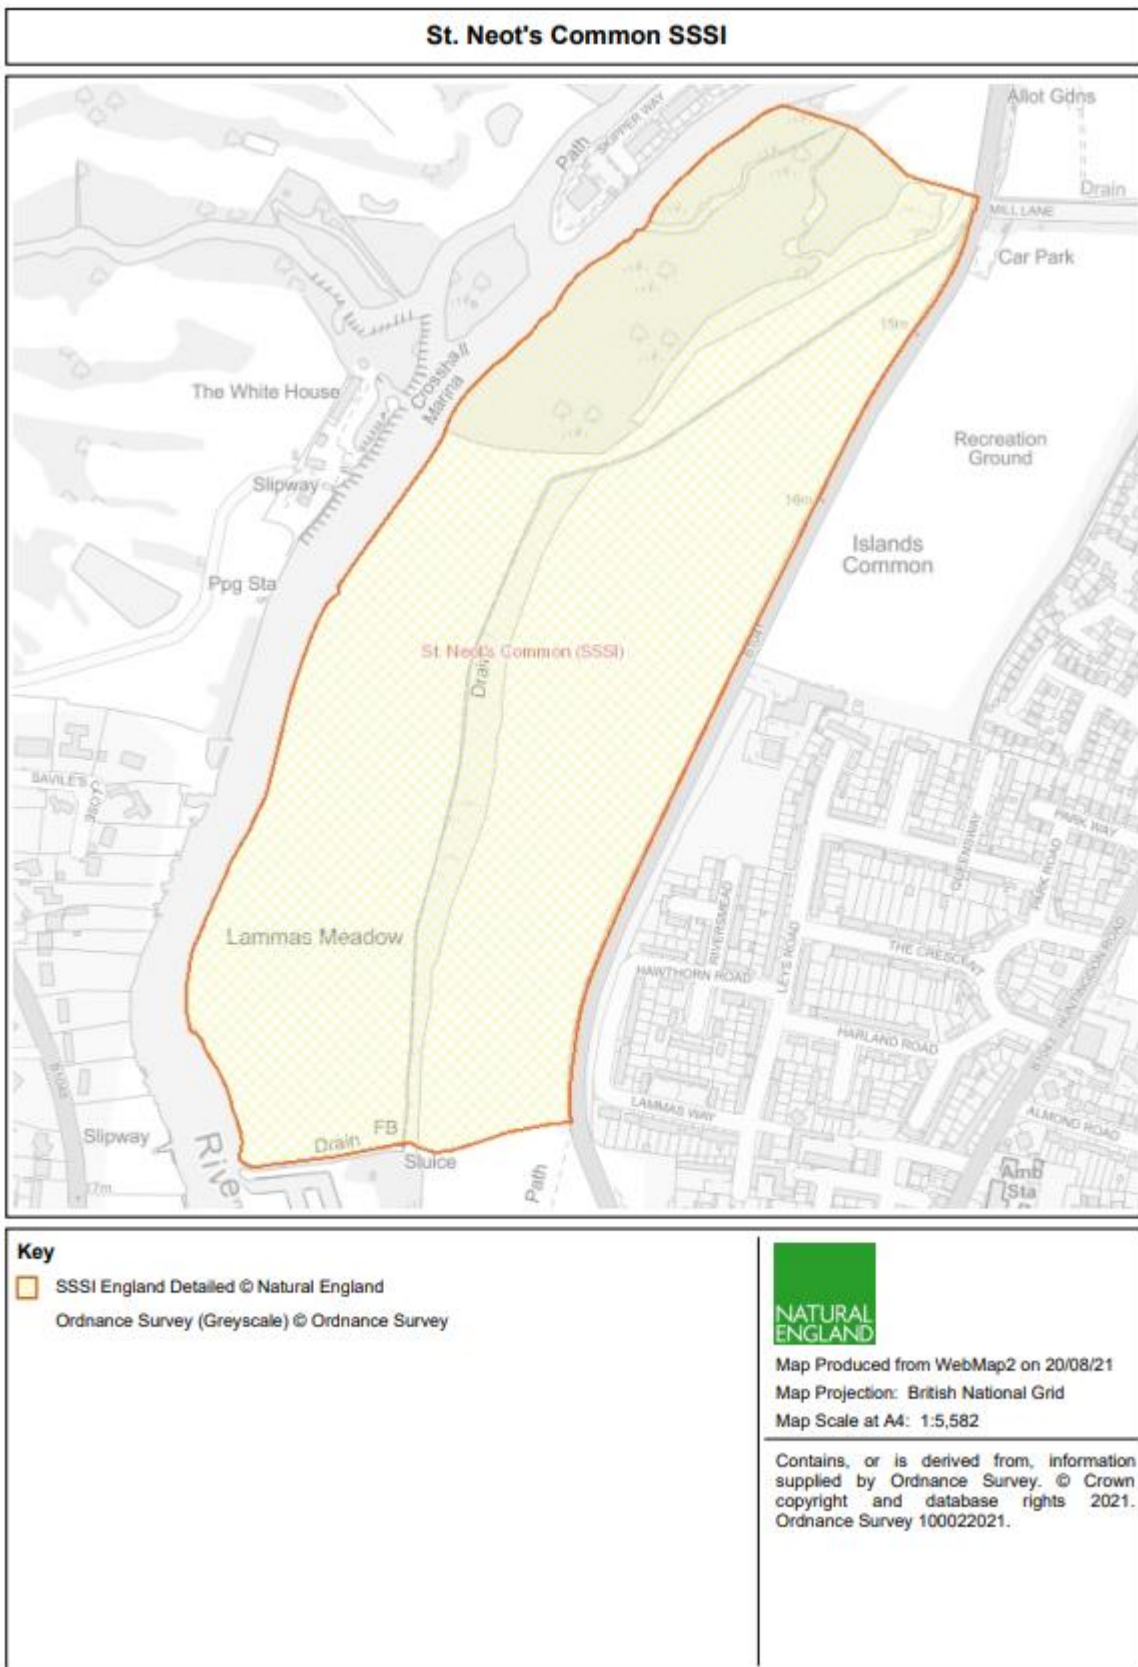 St. Neot's Common SSSI
Allot Gdns
SKIPPER WAY
Path
Drain
MILL LANE
Car Park
15m
Crosshall
Marina
The White House
Recreation
Ground
Slipway
16m
Islands
Common
Ppg Sta
B1041
St. Neot's Common (SSSI)
Drain
SAVILE'S
CLOSE
PARK WAY
QUEENSWAY
PARK ROAD
RIVERSMEAD
Lammas Meadow
THE CRESCENT
LEYS ROAD
HAWTHORN ROAD
B1043 HUNTINGDON ROAD
HARLAND ROAD
LAMMAS WAY
ALMOND ROAD
FB
Slipway
Drain
River
Sluice
Path
Amb
Sta
17m
Key
SSSI England Detailed © Natural England
Ordnance Survey (Greyscale) © Ordnance Survey
NATURAL
ENGLAND
Map Produced from WebMap2 on 20/08/21
Map Projection: British National Grid
Map Scale at A4: 1:5,582
Contains, or is derived from, information
supplied by Ordnance Survey. © Crown
copyright and database rights 2021.
Ordnance Survey 100022021.